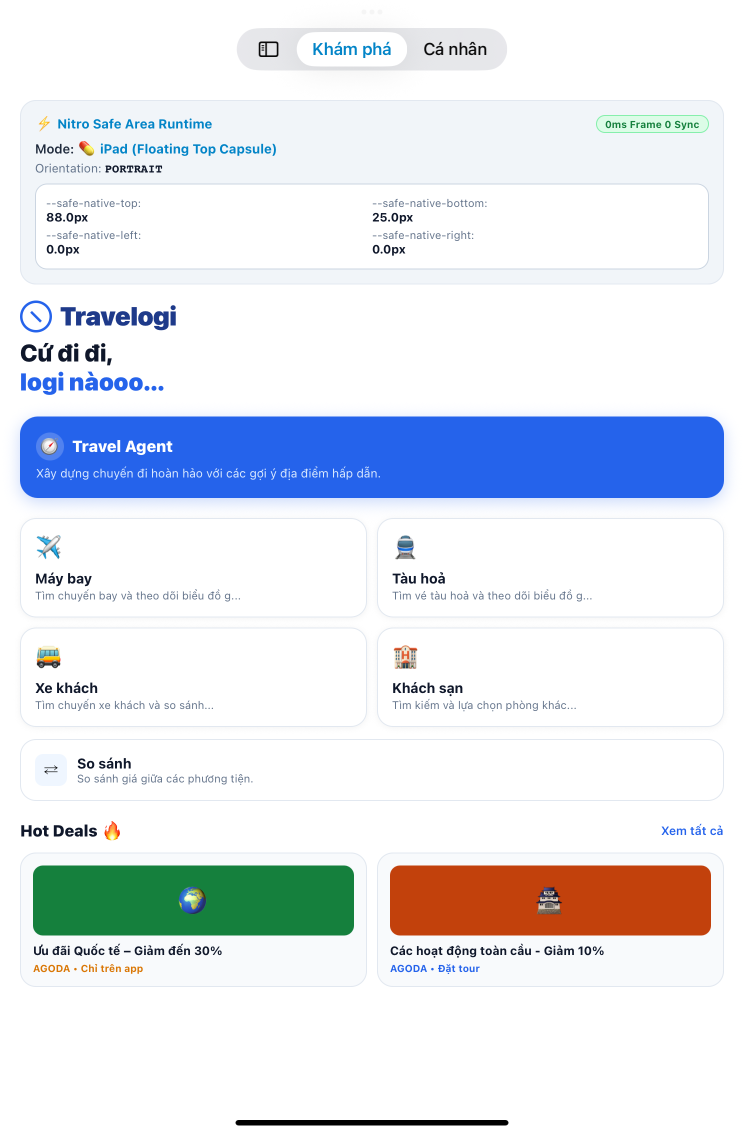 Khám phá
Cá nhân
Nitro Safe Area Runtime
0ms Frame 0 Sync
Mode: iPad (Floating Top Capsule)
Orientation: PORTRAIT
--safe-native-top:
88.0px
--safe-native-bottom:
25.0px
--safe-native-left:
0.0px
--safe-native-right:
0.0px
Travelogi
Cứ đi đi,
logi nàooo...
Travel Agent
Xây dựng chuyến đi hoàn hảo với các gợi ý địa điểm hấp dẫn.
Máy bay
Tìm chuyến bay và theo dõi biểu đồ g...
Tàu hoả
Tìm vé tàu hoả và theo dõi biểu đồ g...
Xe khách
Tìm chuyến xe khách và so sánh...
Khách sạn
Tìm kiếm và lựa chọn phòng khác...
So sánh
So sánh giá giữa các phương tiện.
Hot Deals
Xem tất cả
Ưu đãi Quốc tế – Giảm đến 30%
AGODA • Chỉ trên app
Các hoạt động toàn cầu - Giảm 10%
AGODA • Đặt tour